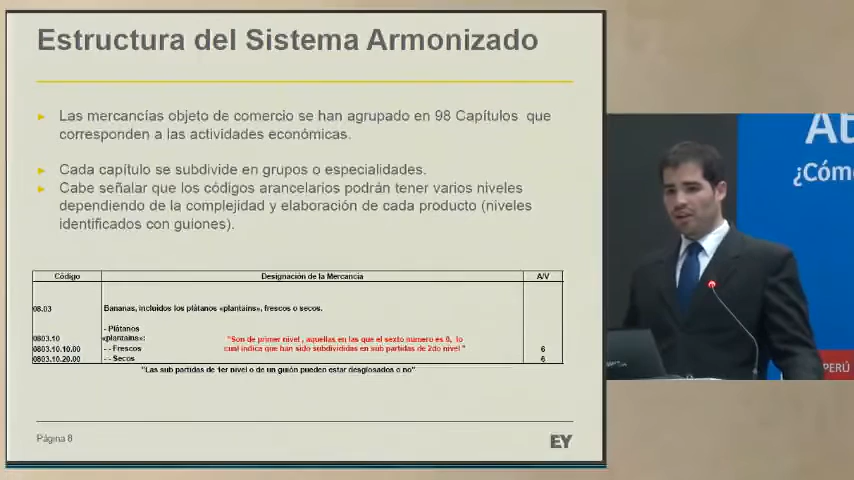 Estructura del Sistema Armonizado
Las mercancías objeto de comercio se han agrupado en 98 Capítulos que
corresponden a las actividades económicas.
Cada capítulo se subdivide en grupos o especialidades.
Cabe señalar que los códigos arancelarios podrán tener varios niveles
dependiendo de la complejidad y elaboración de cada producto (niveles
identificados con guiones).
Código Designación de la Mercancía A/V
08.03 Bananas, incluidos los plátanos «plantains», frescos o secos.
- Plátanos
0803.10 «plantains»: "Son de primer nivel , aquellas en las que el sexto número es 0, lo
0803.10.10.00 - - Frescos cual indica que han sido subdivididas en sub partidas de 2do nivel " 6
0803.10.20.00 - - Secos 6
"Las sub partidas de 1er nivel o de un guión pueden estar desglosados o no"
Página 8
EY
¿Cóm
PERÚ